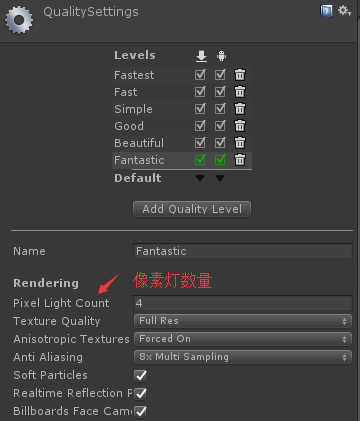 QualitySettings
Levels
Fastest
Fast
Simple
Good
Beautiful
Fantastic
Default
Add Quality Level
Name Fantastic
Rendering 像素灯数量
Pixel Light Count 4
Texture Quality Full Res
Anisotropic Textures Forced On
Anti Aliasing 8x Multi Sampling
Soft Particles
Realtime Reflection P
Billboards Face Came